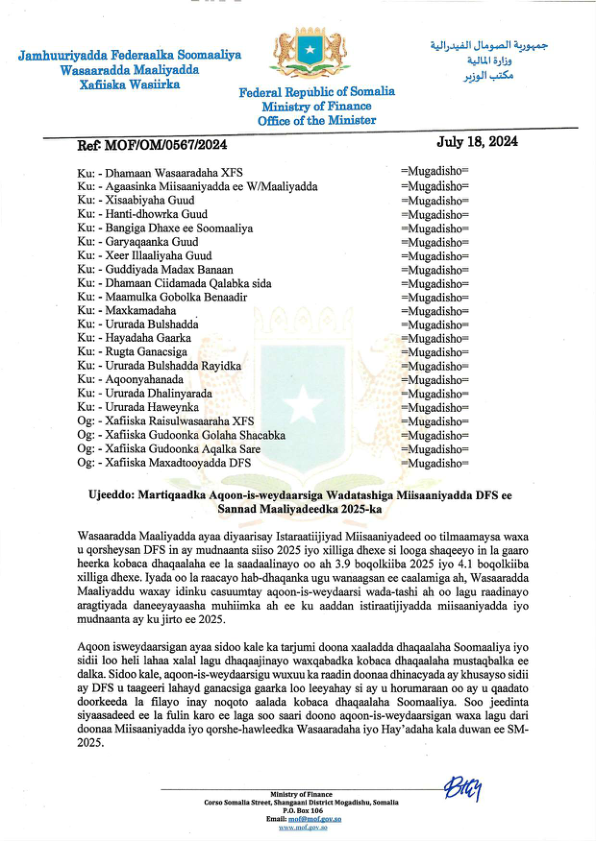 Jamhuuriyadda Federaalka Soomaaliya
Wasaaradda Maaliyadda
Xafiiska Wasiirka
Federal Republic of Somalia
Ministry of Finance
Office of the Minister
جمهورية الصومال الفيدرالية
وزارة المالية
مكتب الوزير
Ref: MOF/OM/0567/2024 July 18, 2024
Ku: - Dhamaan Wasaaradaha XFS =Mugadisho=
Ku: - Agaasinka Miisaaniyadda ee W/Maaliyadda =Mugadisho=
Ku: - Xisaabiyaha Guud =Mugadisho=
Ku: - Hanti-dhowrka Guud =Mugadisho=
Ku: - Bangiga Dhaxe ee Soomaaliya =Mugadisho=
Ku: - Garyaqaanka Guud =Mugadisho=
Ku: - Xeer Illaaliyaha Guud =Mugadisho=
Ku: - Guddiyada Madax Banaan =Mugadisho=
Ku: - Dhamaan Ciidamada Qalabka sida =Mugadisho=
Ku: - Maamulka Gobolka Benaadir =Mugadisho=
Ku: - Maxkamadaha =Mugadisho=
Ku: - Ururada Bulshadda =Mugadisho=
Ku: - Hayadaha Gaarka =Mugadisho=
Ku: - Rugta Ganacsiga =Mugadisho=
Ku: - Ururada Bulshadda Rayidka =Mugadisho=
Ku: - Aqoonyahanada =Mugadisho=
Ku: - Ururada Dhalinyarada =Mugadisho=
Ku: - Ururada Haweynka =Mugadisho=
Og: - Xafiiska Raisulwasaaraha XFS =Mugadisho=
Og: - Xafiiska Gudoonka Golaha Shacabka =Mugadisho=
Og: - Xafiiska Gudoonka Aqalka Sare =Mugadisho=
Og: - Xafiiska Maxadtooyadda DFS =Mugadisho=
Ujeeddo: Martiqaadka Aqoon-is-weydaarsiga Wadatashiga Miisaaniyadda DFS ee
Sannad Maaliyadeedka 2025-ka
Wasaaradda Maaliyadda ayaa diyaarisay Istaraatiijiyad Miisaaniyadeed oo tilmaamaysa waxa
u qorsheysan DFS in ay mudnaanta siiso 2025 iyo xilliga dhexe si looga shaqeeyo in la gaaro
heerka kobaca dhaqaalaha ee la saadaalinayo oo ah 3.9 boqolkiiba 2025 iyo 4.1 boqolkiiba
xilliga dhexe. Iyada oo la raacayo hab-dhaqanka ugu wanaagsan ee caalamiga ah, Wasaaradda
Maaliyaddu waxay idinku casuumtay aqoon-is-weydaarsi wada-tashi ah oo lagu raadinayo
aragtiyada daneeyayaasha muhiimka ah ee ku aaddan istiraatiijiyadda miisaaniyadda iyo
mudnaanta ay ku jirto ee 2025.
Aqoon isweydaarsigan ayaa sidoo kale ka tarjumi doona xaaladda dhaqaalaha Soomaaliya iyo
sidii loo heli lahaa xalal lagu dhaqaajinayo waxqabadka kobaca dhaqaalaha mustaqbalka ee
dalka. Sidoo kale, aqoon-is-weydaarsigu wuxuu ka raadin doonaa dhinacyada ay khusayso sidii
ay DFS u taageeri lahayd ganacsiga gaarka loo leeyahay si ay u horumaraan oo ay u qaadato
doorkeeda la filayo inay noqoto aalada kobaca dhaqaalaha Soomaaliya. Soo jeedinta
siyaasadeed ee la fulin karo ee laga soo saari doono aqoon-is-weydaarsigan waxa lagu dari
doonaa Miisaaniyadda iyo qorshe-hawleedka Wasaaradaha iyo Hay'adaha kala duwan ee SM-
2025.
Ministry of Finance
Corso Somalia Street, Shangaani District Mogadishu, Somalia
P.O. Box 106
Email: mof@mof.gov.so
www.mof.gov.so